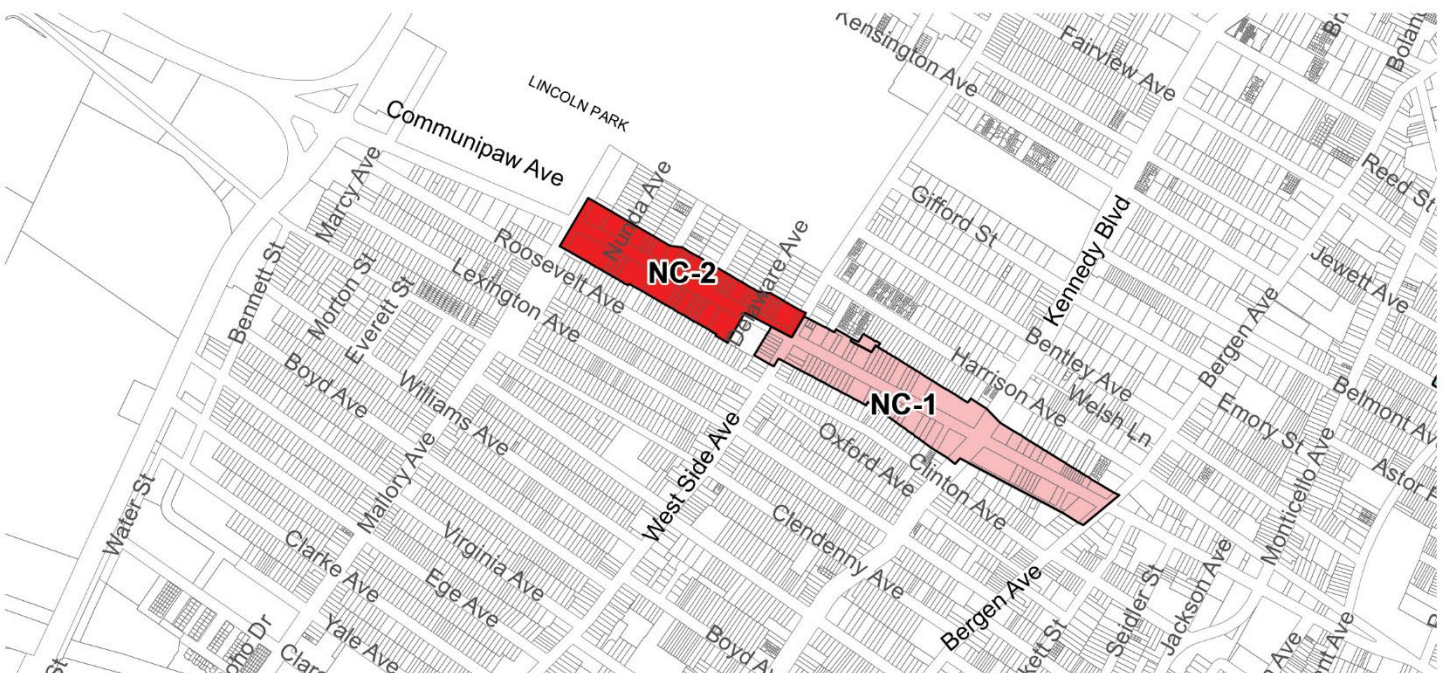 Kensington Ave
Fairview Ave
LINCOLN PARK
Communipaw Ave
Marcy Ave
Nunda Ave
Reed St
Gifford St
Kennedy Blvd
Jewett Ave
Bennett St
Morton St
Everett St
Roosevelt Ave
NC-2
Delaware Ave
Lexington Ave
Bergen Ave
Bentley Ave
Harrison Ave
Welsh Ln
Belmont Av
Boyd Ave
Williams Ave
NC-1
Emory St
Oxford Ave
Clinton Ave
Monticello Ave
Astor
Mallory Ave
West Side Ave
Water St
Clendenny Ave
Clarke Ave
Virginia Ave
Ege Ave
Bergen Ave
Seidler St
Jackson Ave
Yale Ave
Boyd Av